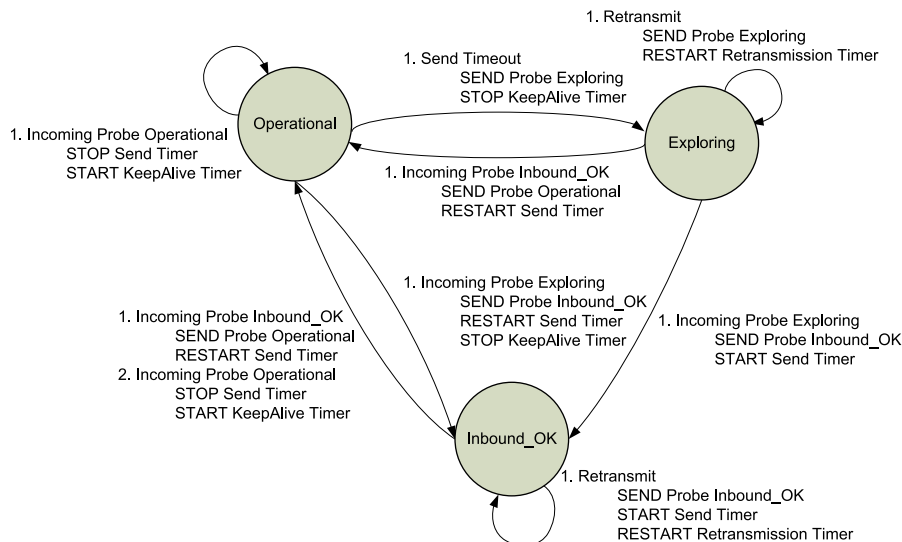 1. Retransmit
SEND Probe Exploring
RESTART Retransmission Timer
1. Send Timeout
SEND Probe Exploring
STOP KeepAlive Timer
Operational
Exploring
1. Incoming Probe Operational
STOP Send Timer
START KeepAlive Timer
1. Incoming Probe Inbound_OK
SEND Probe Operational
RESTART Send Timer
1. Incoming Probe Exploring
SEND Probe Inbound_OK
RESTART Send Timer
STOP KeepAlive Timer
1. Incoming Probe Inbound_OK
SEND Probe Operational
RESTART Send Timer
2. Incoming Probe Operational
STOP Send Timer
START KeepAlive Timer
1. Incoming Probe Exploring
SEND Probe Inbound_OK
START Send Timer
Inbound_OK
1. Retransmit
SEND Probe Inbound_OK
START Send Timer
RESTART Retransmission Timer